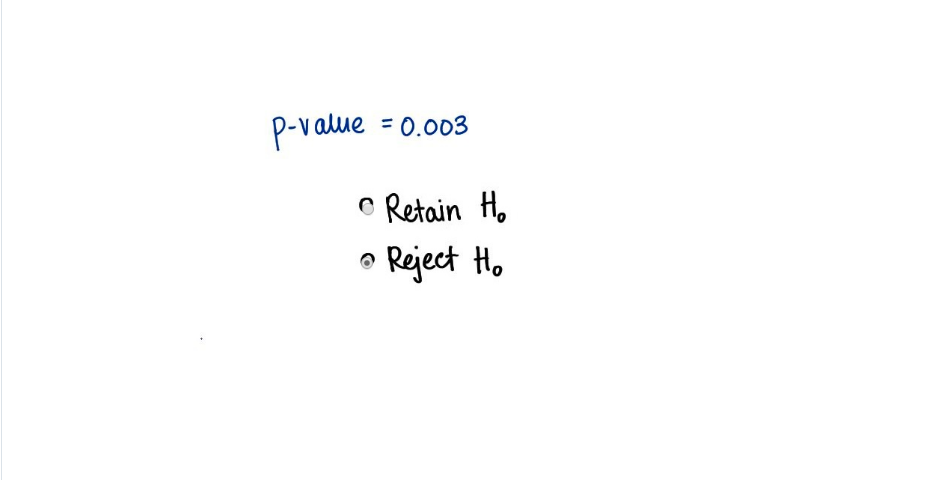 p-value = 0.003
Retain H₀
Reject H₀